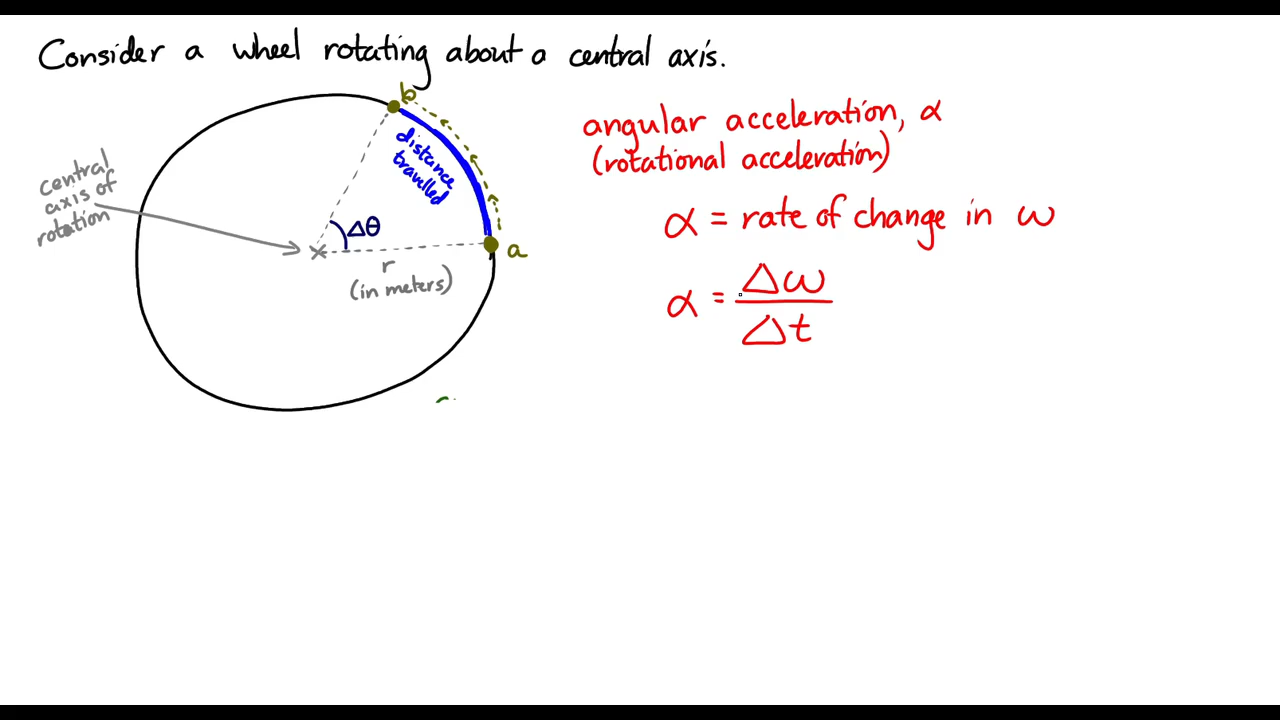 Consider a wheel rotating about a central axis.
b
distance
travelled
central
axis of
rotation
Δθ
a
r
(in meters)
angular acceleration, α
(rotational acceleration)
α = rate of change in ω
α = Δω/Δt